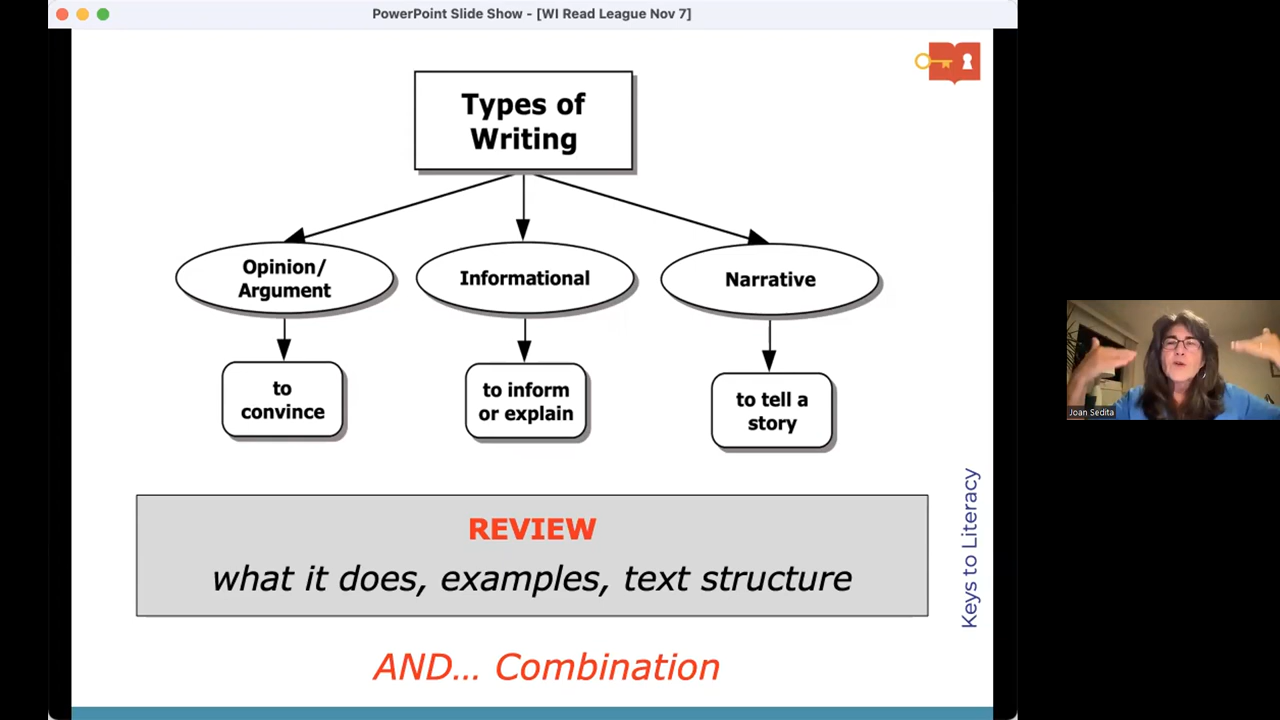 PowerPoint Slide Show - [WI Read League Nov 7]
Types of
Writing
Opinion/
Argument
Informational
Narrative
to
convince
to inform
or explain
to tell a
story
REVIEW
what it does, examples, text structure
AND... Combination
Keys to Literacy
Joan Sedita